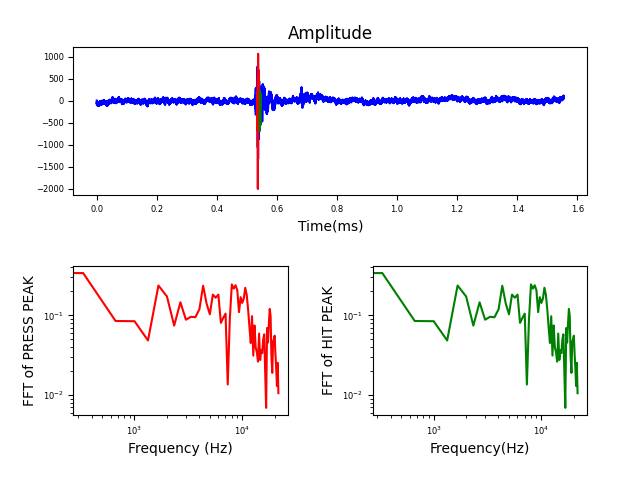 Amplitude
1000
500
0
−500
−1000
−1500
−2000
0.0 0.2 0.4 0.6 0.8 1.0 1.2 1.4 1.6
Time(ms)
FFT of PRESS PEAK
10⁻¹
10⁻²
10³ 10⁴
Frequency (Hz)
FFT of HIT PEAK
10⁻¹
10⁻²
10³ 10⁴
Frequency(Hz)